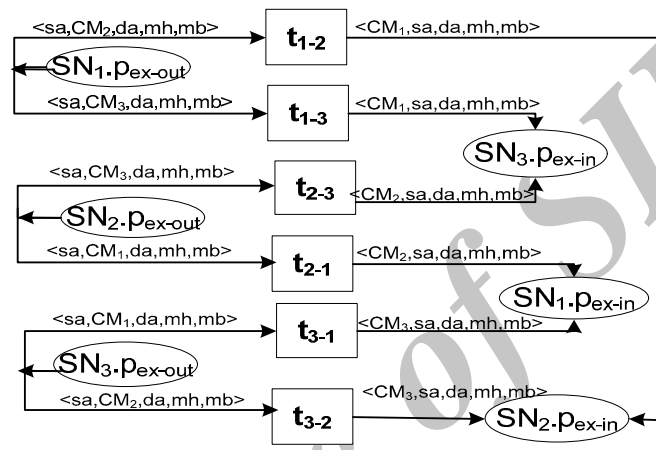 <sa,CM₂,da,mh,mb> t₁₋₂ <CM₁,sa,da,mh,mb>
SN₁.pₑₓ₋ₒᵤₜ
<sa,CM₃,da,mh,mb> t₁₋₃ <CM₁,sa,da,mh,mb>
SN₃.pₑₓ₋ᵢₙ
<sa,CM₃,da,mh,mb> t₂₋₃ <CM₂,sa,da,mh,mb>
SN₂.pₑₓ₋ₒᵤₜ
<sa,CM₁,da,mh,mb> t₂₋₁ <CM₂,sa,da,mh,mb>
SN₁.pₑₓ₋ᵢₙ
<sa,CM₁,da,mh,mb> t₃₋₁ <CM₃,sa,da,mh,mb>
SN₃.pₑₓ₋ₒᵤₜ
<sa,CM₂,da,mh,mb> t₃₋₂ <CM₃,sa,da,mh,mb>
SN₂.pₑₓ₋ᵢₙ
of